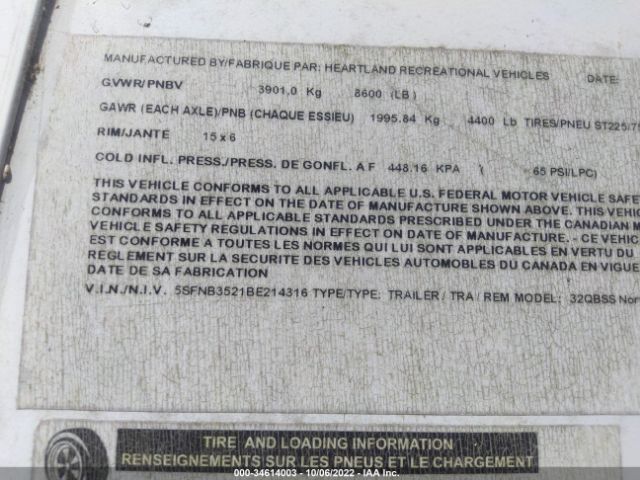 MANUFACTURED BY/FABRIQUE PAR: HEARTLAND RECREATIONAL VEHICLES DATE:
GVWR/PNBV 3901.0 Kg 8600 (LB)
GAWR (EACH AXLE)/PNB (CHAQUE ESSIEU) 1995.84 Kg 4400 Lb TIRES/PNEU ST225/75
RIM/JANTE 15 x 6
COLD INFL. PRESS./PRESS. DE GONFL. A F 448.16 KPA ( 65 PSI/LPC)
THIS VEHICLE CONFORMS TO ALL APPLICABLE U.S. FEDERAL MOTOR VEHICLE SAFE
STANDARDS IN EFFECT ON THE DATE OF MANUFACTURE SHOWN ABOVE. THIS VEHIC
CONFORMS TO ALL APPLICABLE STANDARDS PRESCRIBED UNDER THE CANADIAN M
VEHICLE SAFETY REGULATIONS IN EFFECT ON DATE OF MANUFACTURE. - CE VEHIC
EST CONFORME A TOUTES LES NORMES QUI LUI SONT APPLICABLES EN VERTU DU
REGLEMENT SUR LA SECURITE DES VEHICLES AUTOMOBILES DU CANADA EN VIGUE
DATE DE SA FABRICATION
V.I.N./N.I.V. 5SFNB3521BE214316 TYPE/TYPE: TRAILER / TRA / REM MODEL: 32QBSS Nor
TIRE AND LOADING INFORMATION
RENSEIGNEMENTS SUR LES PNEUS ET LE CHARGEMENT
000-34614003 - 10/06/2022 - IAA Inc.